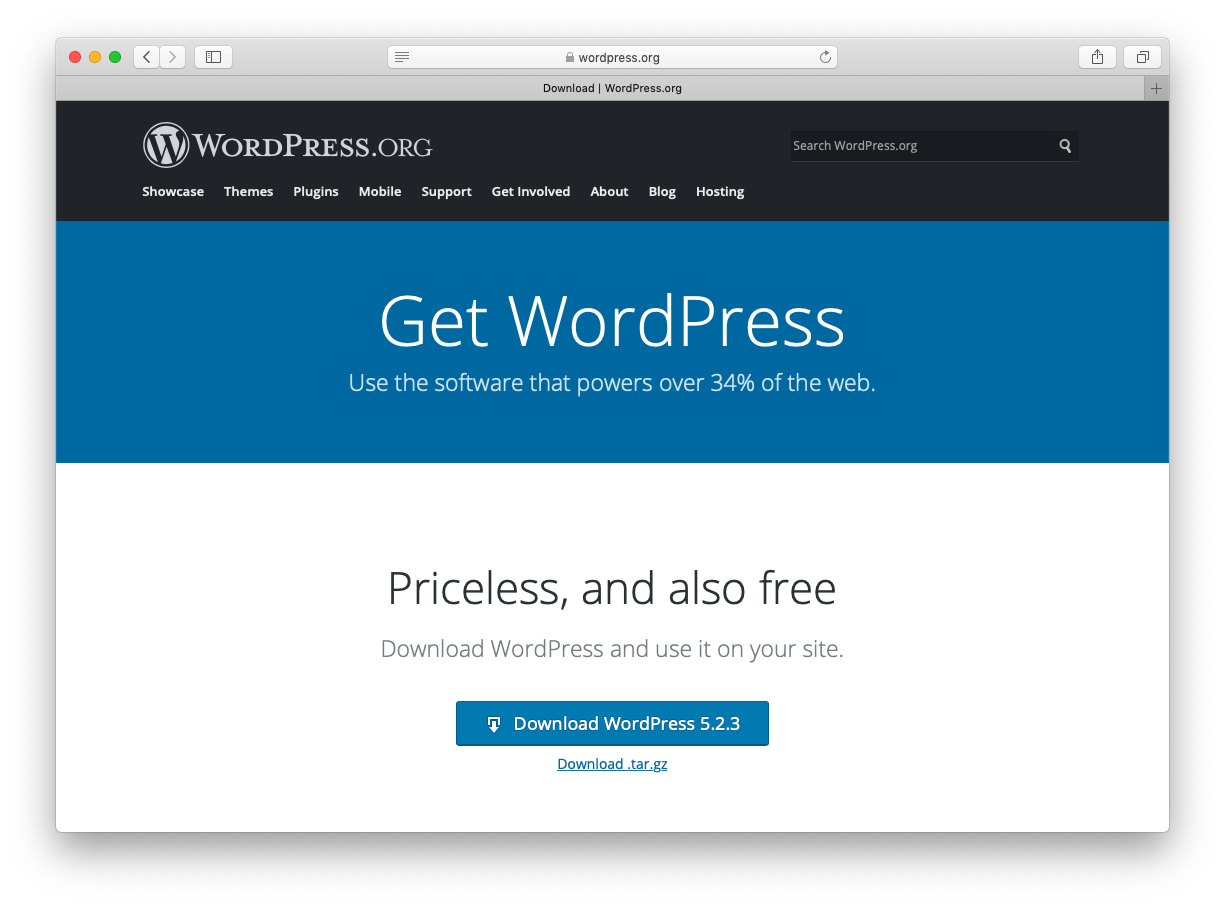 wordpress.org
Download | WordPress.org
WORDPRESS.ORG
Search WordPress.org
Showcase Themes Plugins Mobile Support Get Involved About Blog Hosting
Get WordPress
Use the software that powers over 34% of the web.
Priceless, and also free
Download WordPress and use it on your site.
Download WordPress 5.2.3
Download .tar.gz